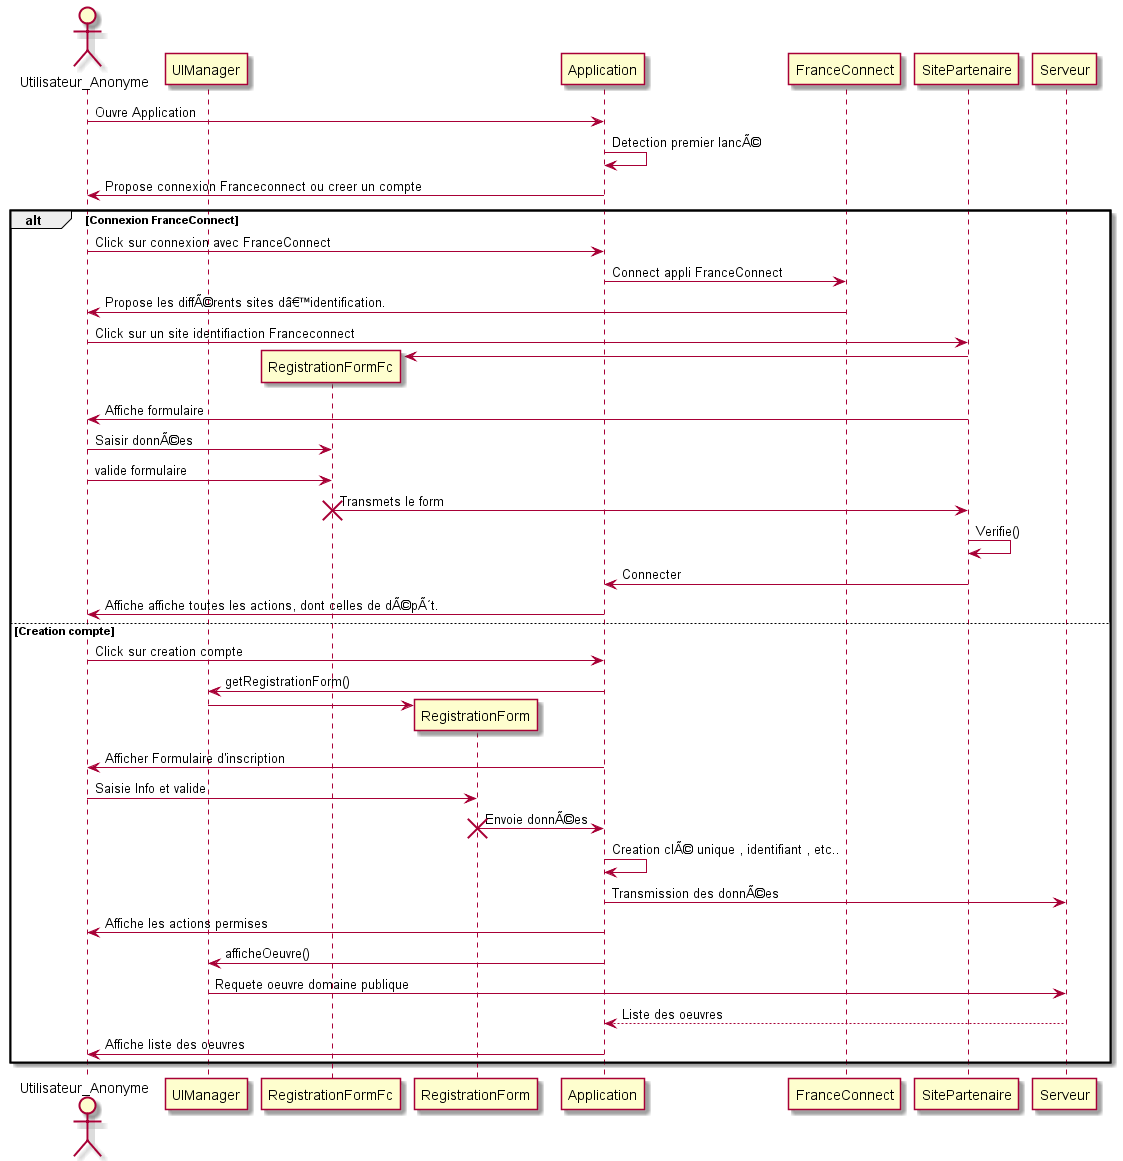 Utilisateur_Anonyme
UIManager
Application
FranceConnect
SitePartenaire
Serveur
Ouvre Application
Detection premier lancÃ©
Propose connexion Franceconnect ou creer un compte
alt
[Connexion FranceConnect]
Click sur connexion avec FranceConnect
Connect appli FranceConnect
Propose les diffÃ©rents sites dâ€™identification.
Click sur un site identifiaction Franceconnect
RegistrationFormFc
Affiche formulaire
Saisir donnÃ©es
valide formulaire
Transmets le form
Verifie()
Connecter
Affiche affiche toutes les actions, dont celles de dÃ©pÃ´t.
[Creation compte]
Click sur creation compte
getRegistrationForm()
RegistrationForm
Afficher Formulaire d'inscription
Saisie Info et valide
Envoie donnÃ©es
Creation clÃ© unique , identifiant , etc..
Transmission des donnÃ©es
Affiche les actions permises
afficheOeuvre()
Requete oeuvre domaine publique
Liste des oeuvres
Affiche liste des oeuvres
Utilisateur_Anonyme
UIManager
RegistrationFormFc
RegistrationForm
Application
FranceConnect
SitePartenaire
Serveur